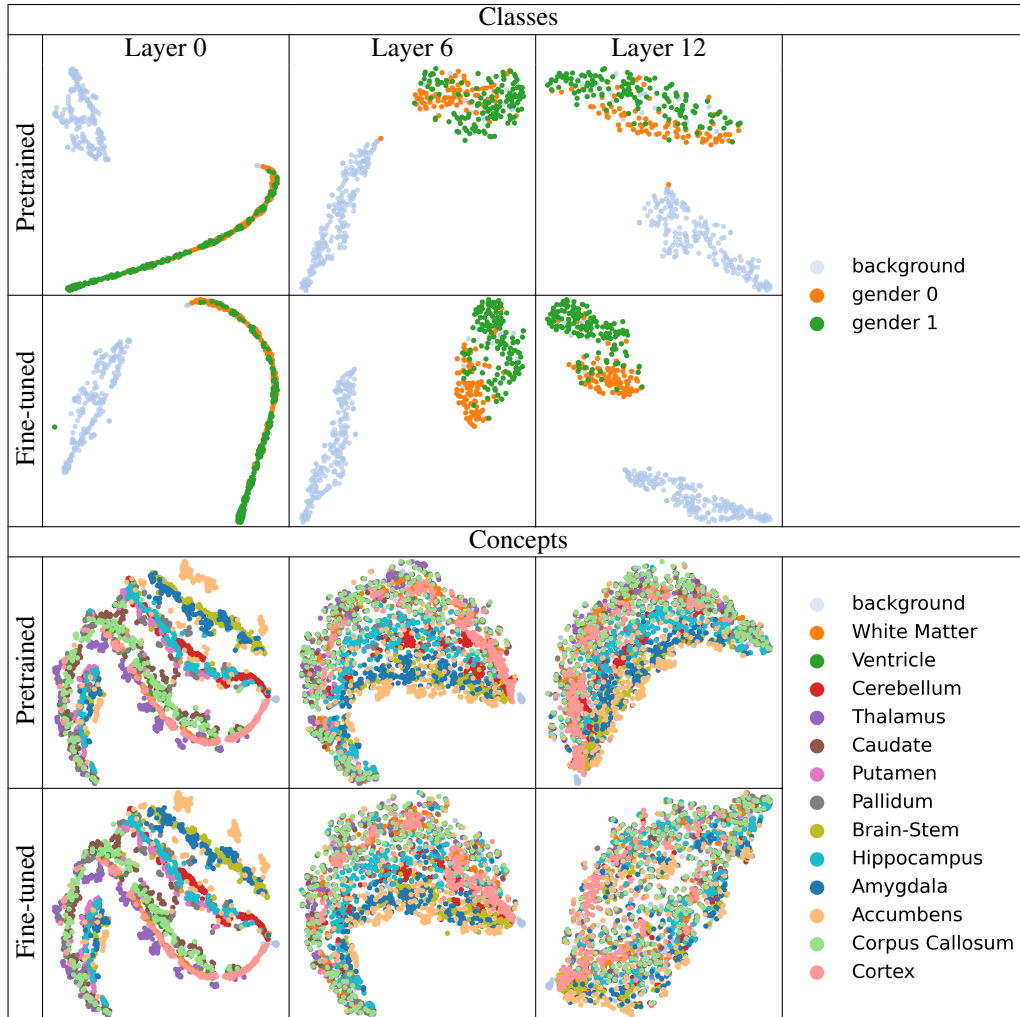 Classes
Layer 0
Layer 6
Layer 12
Pretrained
background
gender 0
gender 1
Fine-tuned
Concepts
Pretrained
background
White Matter
Ventricle
Cerebellum
Thalamus
Caudate
Putamen
Pallidum
Brain-Stem
Hippocampus
Amygdala
Accumbens
Corpus Callosum
Cortex
Fine-tuned